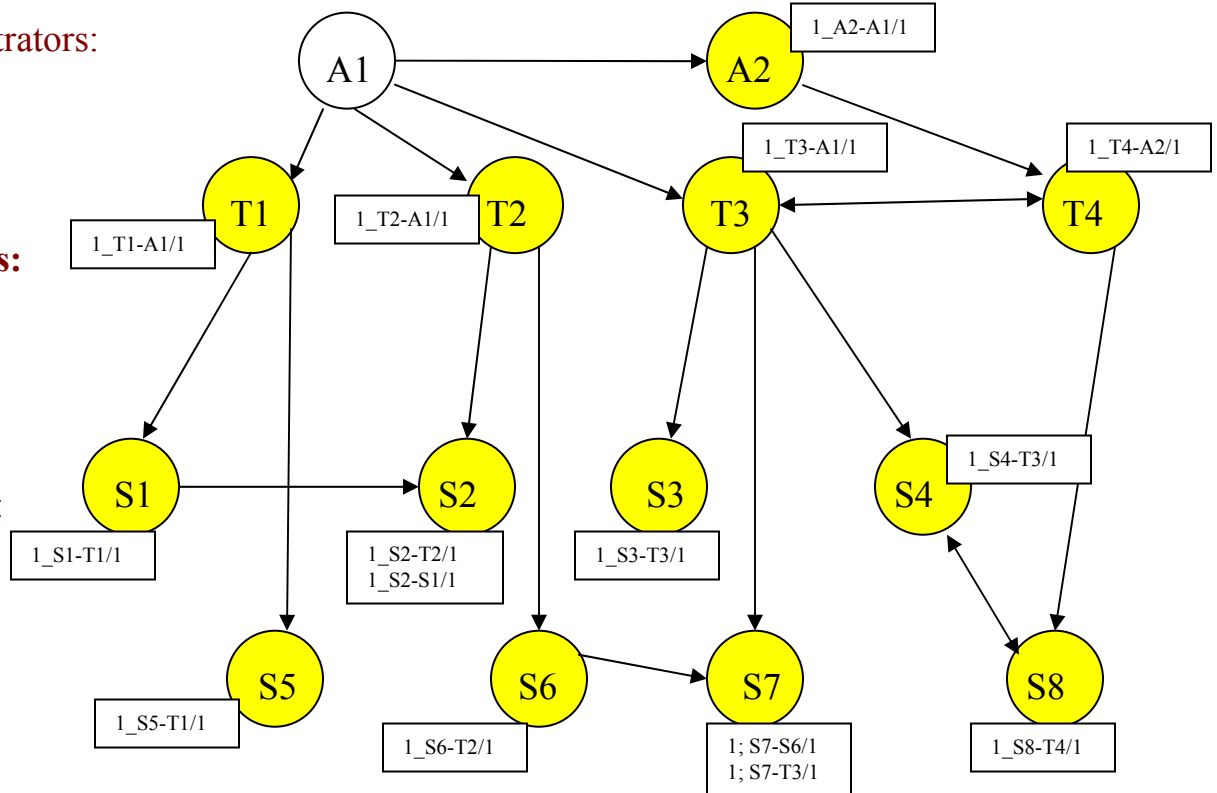 trators:
1_A2-A1/1
A1
A2
1_T3-A1/1
1_T4-A2/1
T1
1_T2-A1/1
T2
T3
T4
1_T1-A1/1
s:
1_S4-T3/1
S1
S2
S3
S4
:
1_S1-T1/1
1_S2-T2/1
1_S2-S1/1
1_S3-T3/1
S5
S6
S7
S8
1_S5-T1/1
1_S6-T2/1
1; S7-S6/1
1; S7-T3/1
1_S8-T4/1